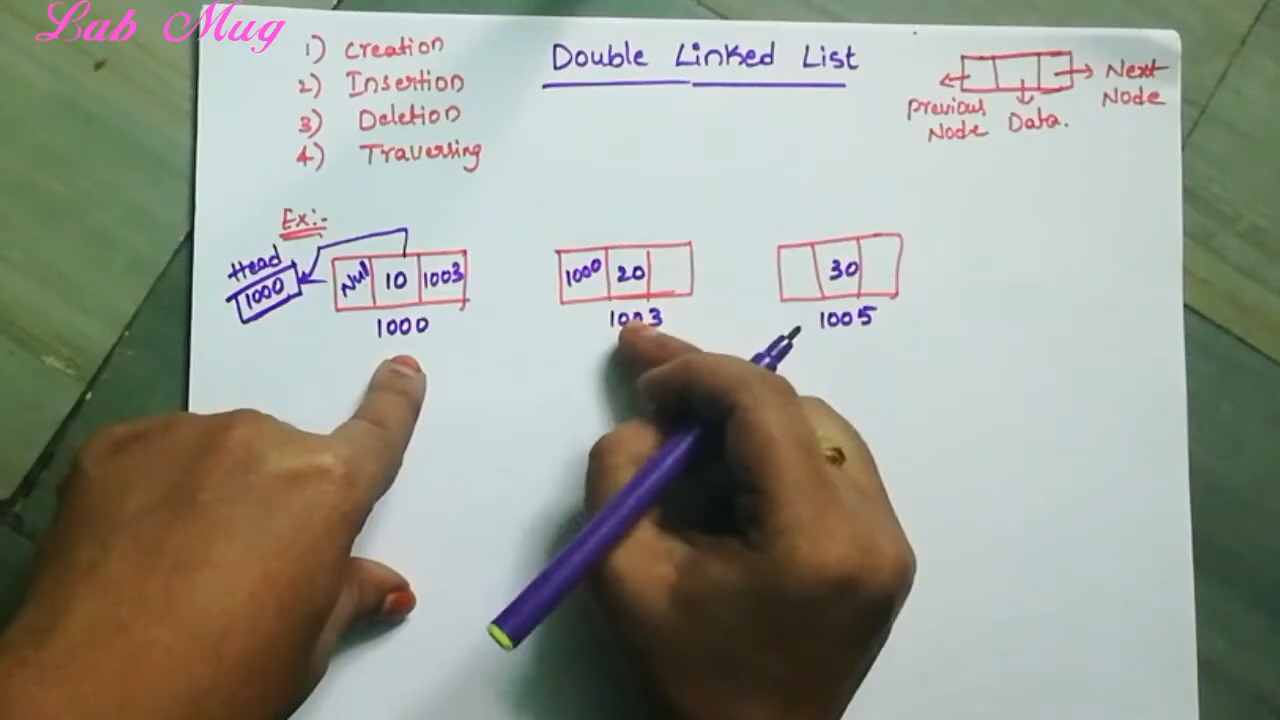 Lab Mug
1) Creation
2) Insertion
3) Deletion
4) Traversing
Double Linked List
Previous Node
Data.
Next Node
Ex:-
Head
1000
Null 10 1003
1000
1000 20
1003
30
1005